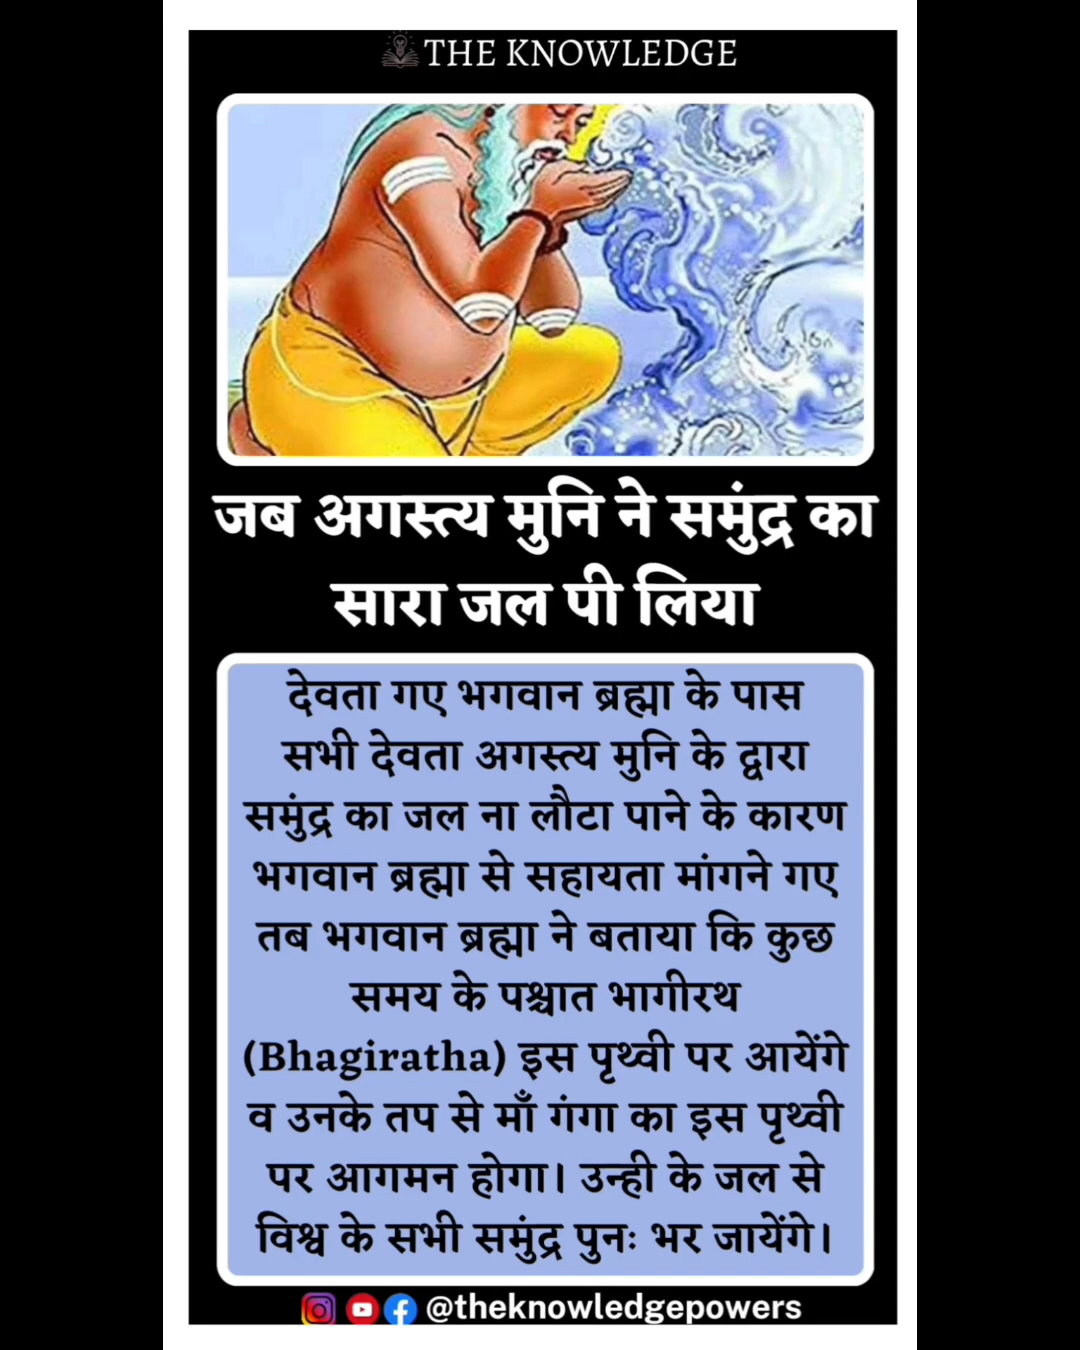 THE KNOWLEDGE
जब अगस्त्य मुनि ने समुंद्र का
सारा जल पी लिया
देवता गए भगवान ब्रह्मा के पास
सभी देवता अगस्त्य मुनि के द्वारा
समुंद्र का जल ना लौटा पाने के कारण
भगवान ब्रह्मा से सहायता मांगने गए
तब भगवान ब्रह्मा ने बताया कि कुछ
समय के पश्चात भागीरथ
(Bhagiratha) इस पृथ्वी पर आयेंगे
व उनके तप से माँ गंगा का इस पृथ्वी
पर आगमन होगा। उन्ही के जल से
विश्व के सभी समुंद्र पुनः भर जायेंगे।
@theknowledgepowers